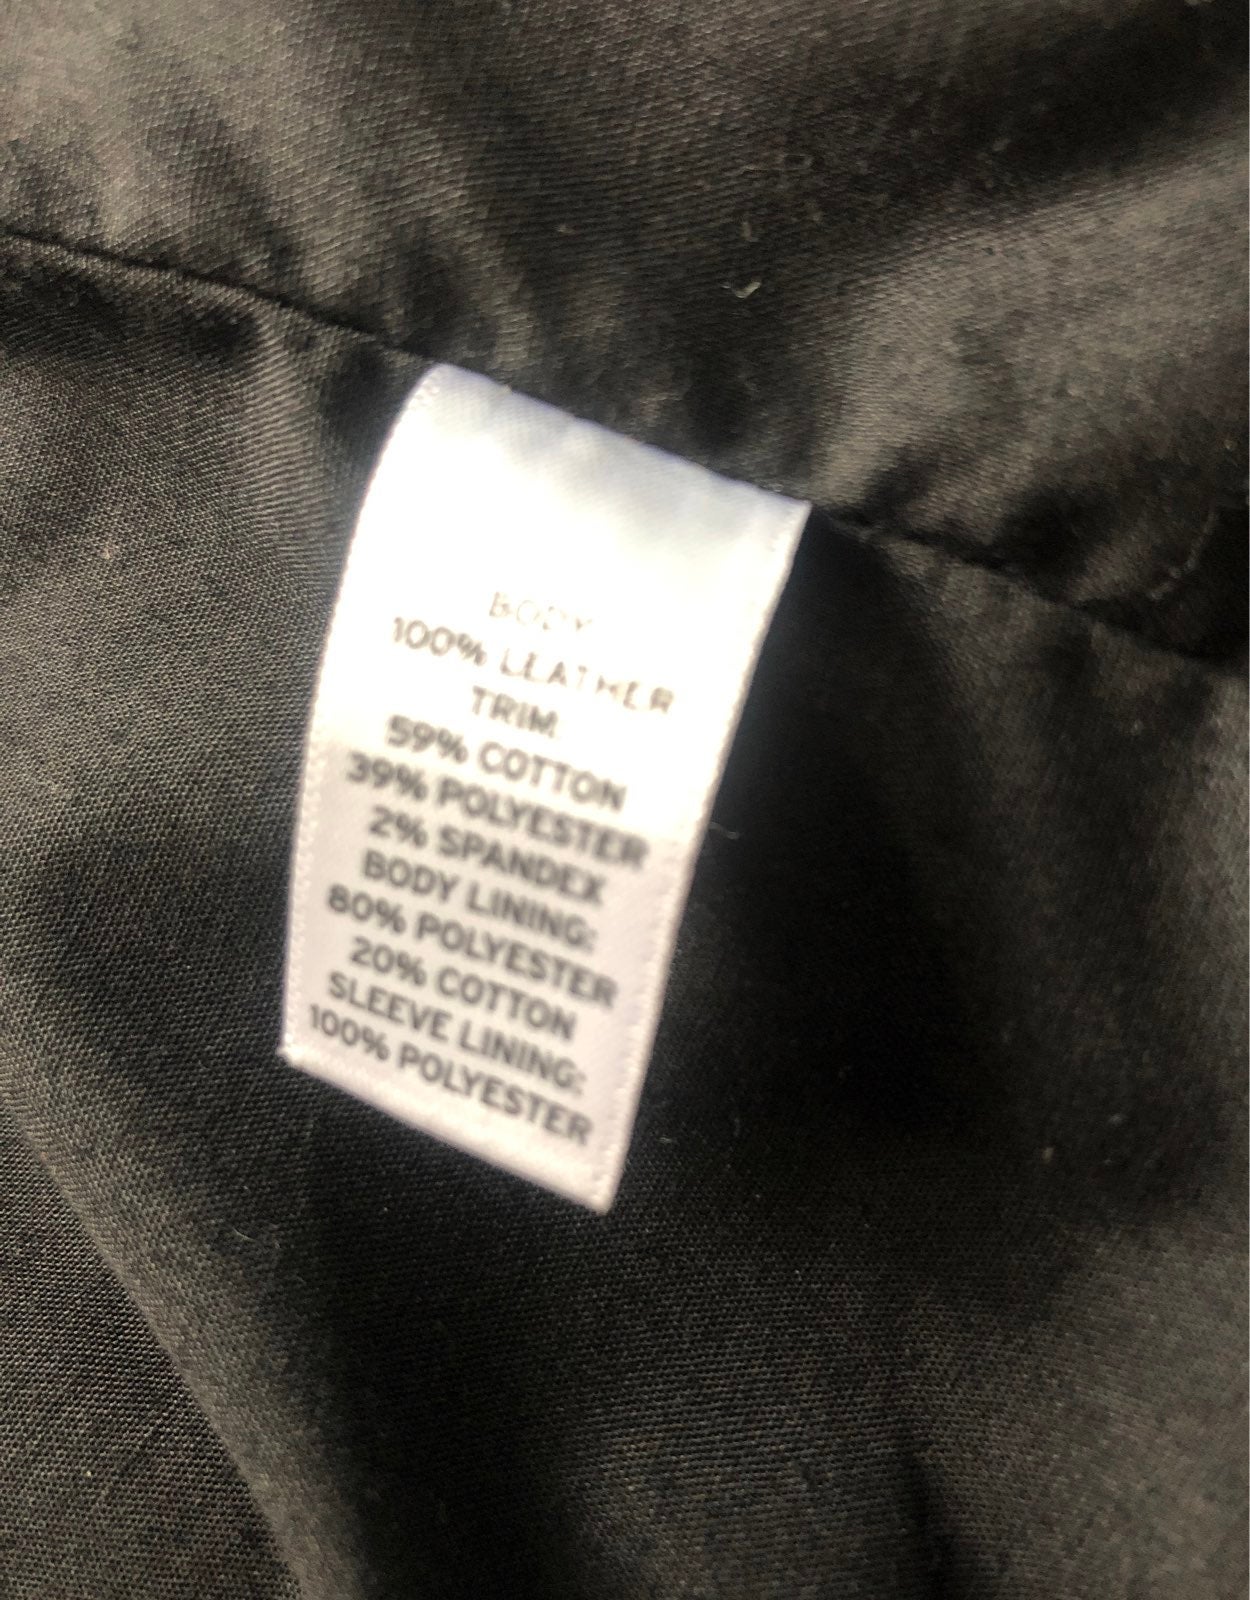 BODY
100% LEATHER
TRIM:
59% COTTON
39% POLYESTER
2% SPANDEX
BODY LINING:
80% POLYESTER
20% COTTON
SLEEVE LINING:
100% POLYESTER